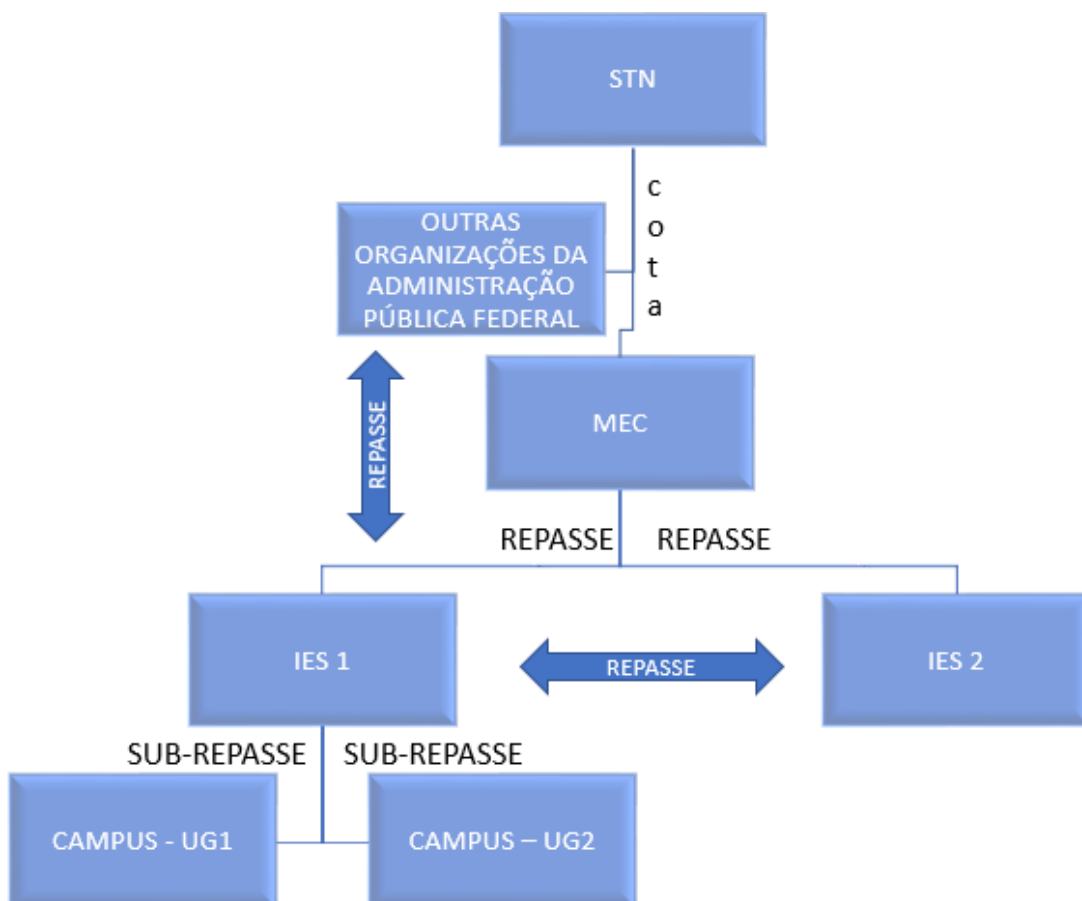 STN
c
o
t
a
OUTRAS
ORGANIZAÇÕES DA
ADMINISTRAÇÃO
PÚBLICA FEDERAL
REPASSE
MEC
REPASSE REPASSE
IES 1
REPASSE
IES 2
SUB-REPASSE SUB-REPASSE
CAMPUS - UG1
CAMPUS – UG2